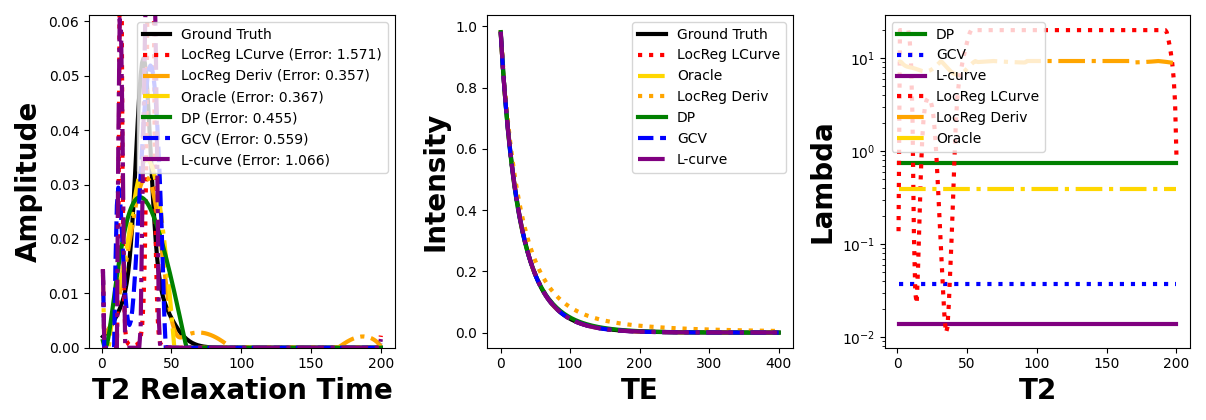 0.06
0.05
0.04
0.03
0.02
0.01
0.00
Amplitude
Ground Truth
LocReg LCurve (Error: 1.571)
LocReg Deriv (Error: 0.357)
Oracle (Error: 0.367)
DP (Error: 0.455)
GCV (Error: 0.559)
L-curve (Error: 1.066)
0 50 100 150 200
T2 Relaxation Time
1.0
0.8
0.6
0.4
0.2
0.0
Intensity
Ground Truth
LocReg LCurve
Oracle
LocReg Deriv
DP
GCV
L-curve
0 100 200 300 400
TE
10¹
10⁰
10⁻¹
10⁻²
Lambda
DP
GCV
L-curve
LocReg LCurve
LocReg Deriv
Oracle
0 50 100 150 200
T2